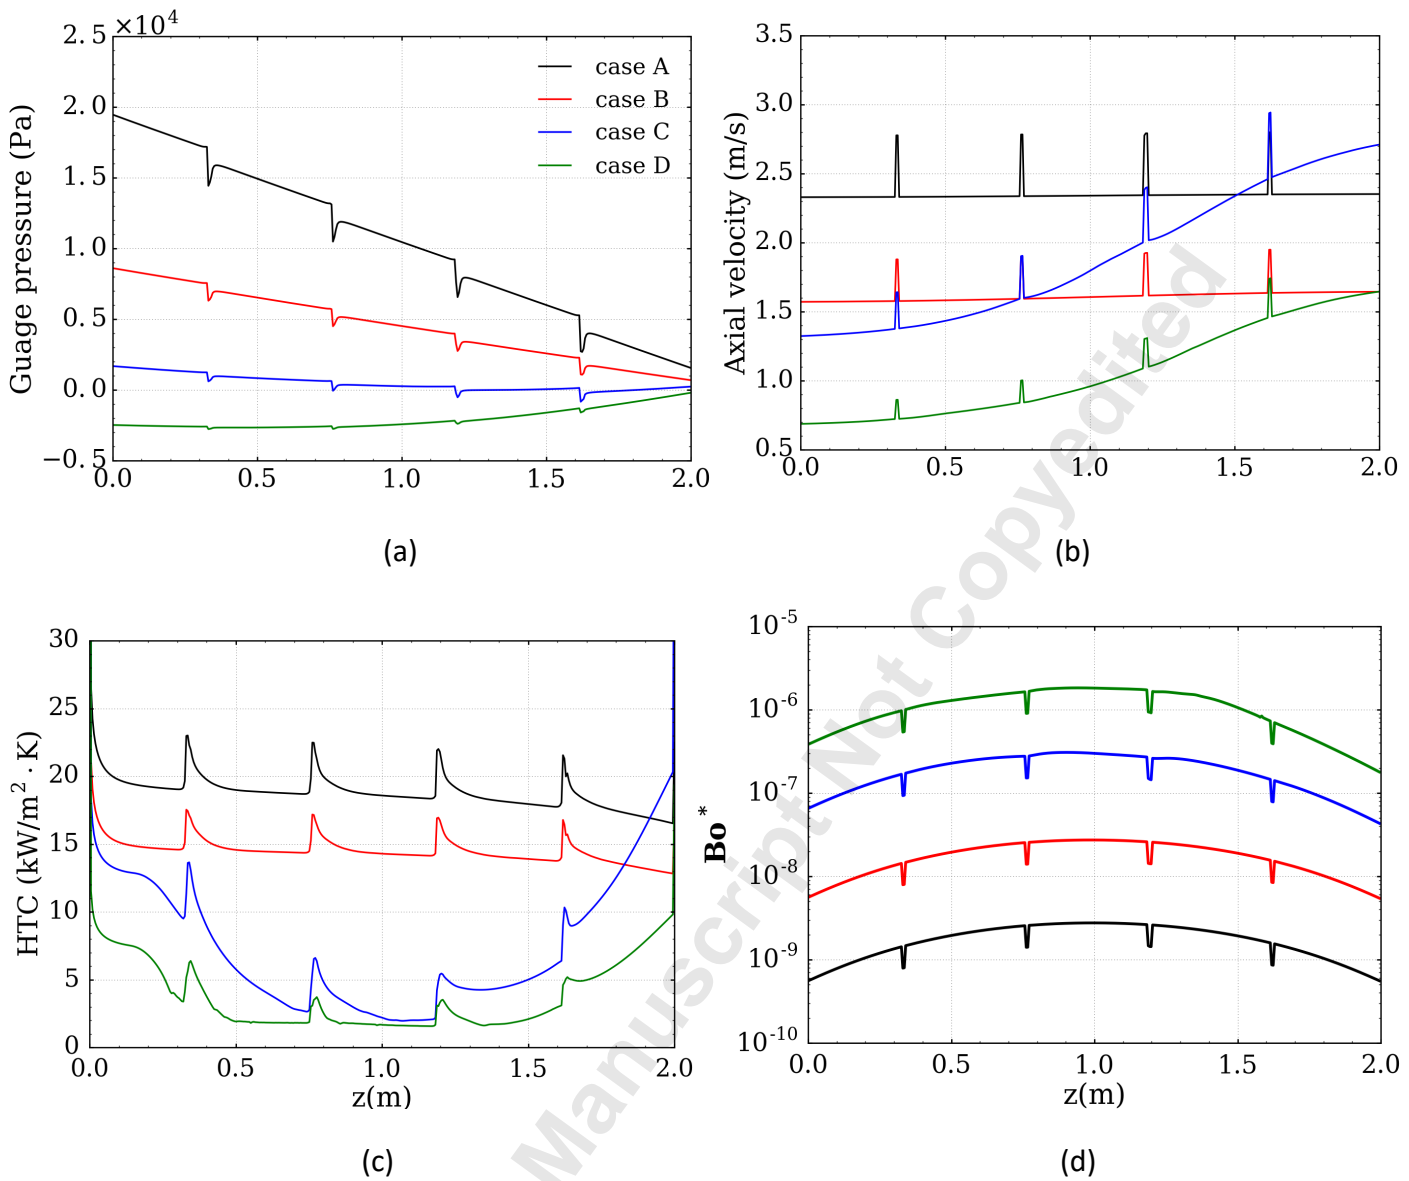 ×10⁴
2.5
2.0
1.5
1.0
0.5
0.0
−0.5
0.0 0.5 1.0 1.5 2.0
Guage pressure (Pa)
case A
case B
case C
case D
(a)
3.5
3.0
2.5
2.0
1.5
1.0
0.5
0.0 0.5 1.0 1.5 2.0
Axial velocity (m/s)
(b)
30
25
20
15
10
5
0
0.0 0.5 1.0 1.5 2.0
HTC (kW/m² · K)
z(m)
(c)
10⁻⁵
10⁻⁶
10⁻⁷
10⁻⁸
10⁻⁹
10⁻¹⁰
0.0 0.5 1.0 1.5 2.0
Bo*
z(m)
(d)
Manuscript Not Copyedited